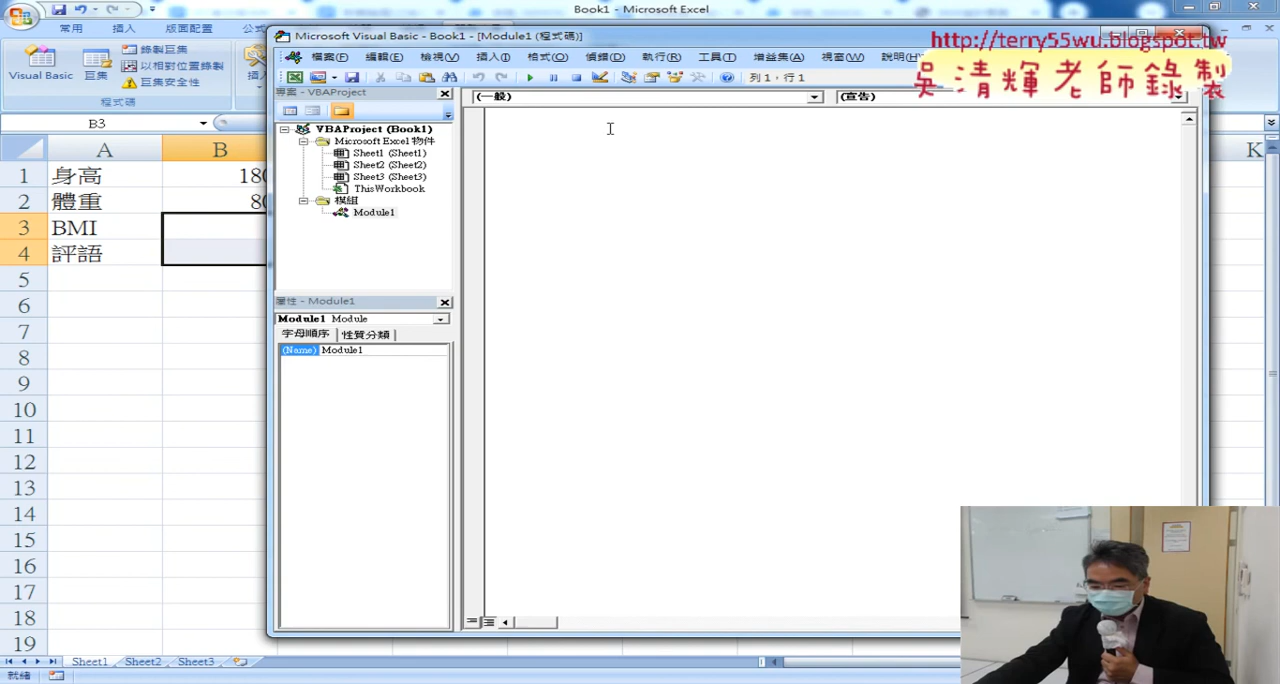 Book1 - Microsoft Excel
常用 插入 版面配置
Visual Basic
巨集
錄製巨集
以相對位置錄製
巨集安全性
程式碼
B3
A B K
1 身高 180
2 體重 80
3 BMI
4 評語
5
6
7
8
9
10
11
12
13
14
15
16
17
18
19
Sheet1 Sheet2 Sheet3
就緒
Microsoft Visual Basic - Book1 - [Module1 (程式碼)]
檔案(F) 編輯(E) 檢視(V) 插入(I) 格式(O) 偵錯(D) 執行(R) 工具(T) 增益集(A) 視窗(W)
列 1，行 1
專案 - VBAProject
VBAProject (Book1)
Microsoft Excel 物件
Sheet1 (Sheet1)
Sheet2 (Sheet2)
Sheet3 (Sheet3)
ThisWorkbook
模組
Module1
屬性 - Module1
Module1 Module
字母順序 性質分類
(Name) Module1
(一般)
(宣告)
http://terry55wu.blogspot.tw
吳清輝老師錄製